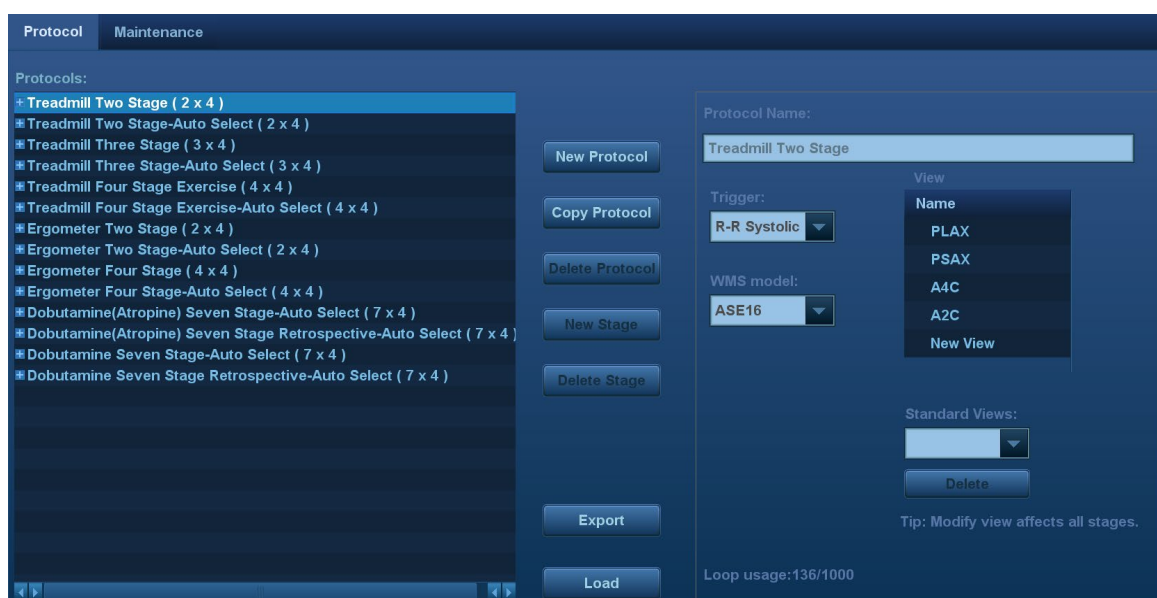 Protocol
Maintenance
Protocols:
Treadmill Two Stage ( 2 x 4 )
Treadmill Two Stage-Auto Select ( 2 x 4 )
Treadmill Three Stage ( 3 x 4 )
Treadmill Three Stage-Auto Select ( 3 x 4 )
Treadmill Four Stage Exercise ( 4 x 4 )
Treadmill Four Stage Exercise-Auto Select ( 4 x 4 )
Ergometer Two Stage ( 2 x 4 )
Ergometer Two Stage-Auto Select ( 2 x 4 )
Ergometer Four Stage ( 4 x 4 )
Ergometer Four Stage-Auto Select ( 4 x 4 )
Dobutamine(Atropine) Seven Stage-Auto Select ( 7 x 4 )
Dobutamine(Atropine) Seven Stage Retrospective-Auto Select ( 7 x 4 )
Dobutamine Seven Stage-Auto Select ( 7 x 4 )
Dobutamine Seven Stage Retrospective-Auto Select ( 7 x 4 )
New Protocol
Copy Protocol
Delete Protocol
New Stage
Delete Stage
Export
Load
Protocol Name:
Treadmill Two Stage
Trigger:
R-R Systolic
WMS model:
ASE16
View
Name
PLAX
PSAX
A4C
A2C
New View
Standard Views:
Delete
Tip: Modify view affects all stages.
Loop usage:136/1000